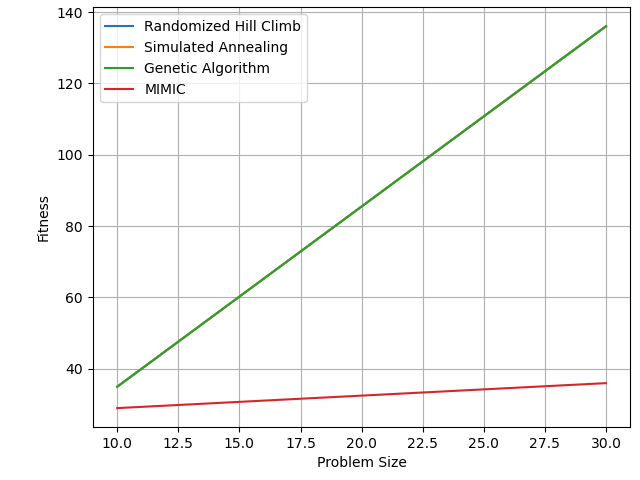 140
120
100
80
60
40
Fitness
Randomized Hill Climb
Simulated Annealing
Genetic Algorithm
MIMIC
10.0 12.5 15.0 17.5 20.0 22.5 25.0 27.5 30.0
Problem Size